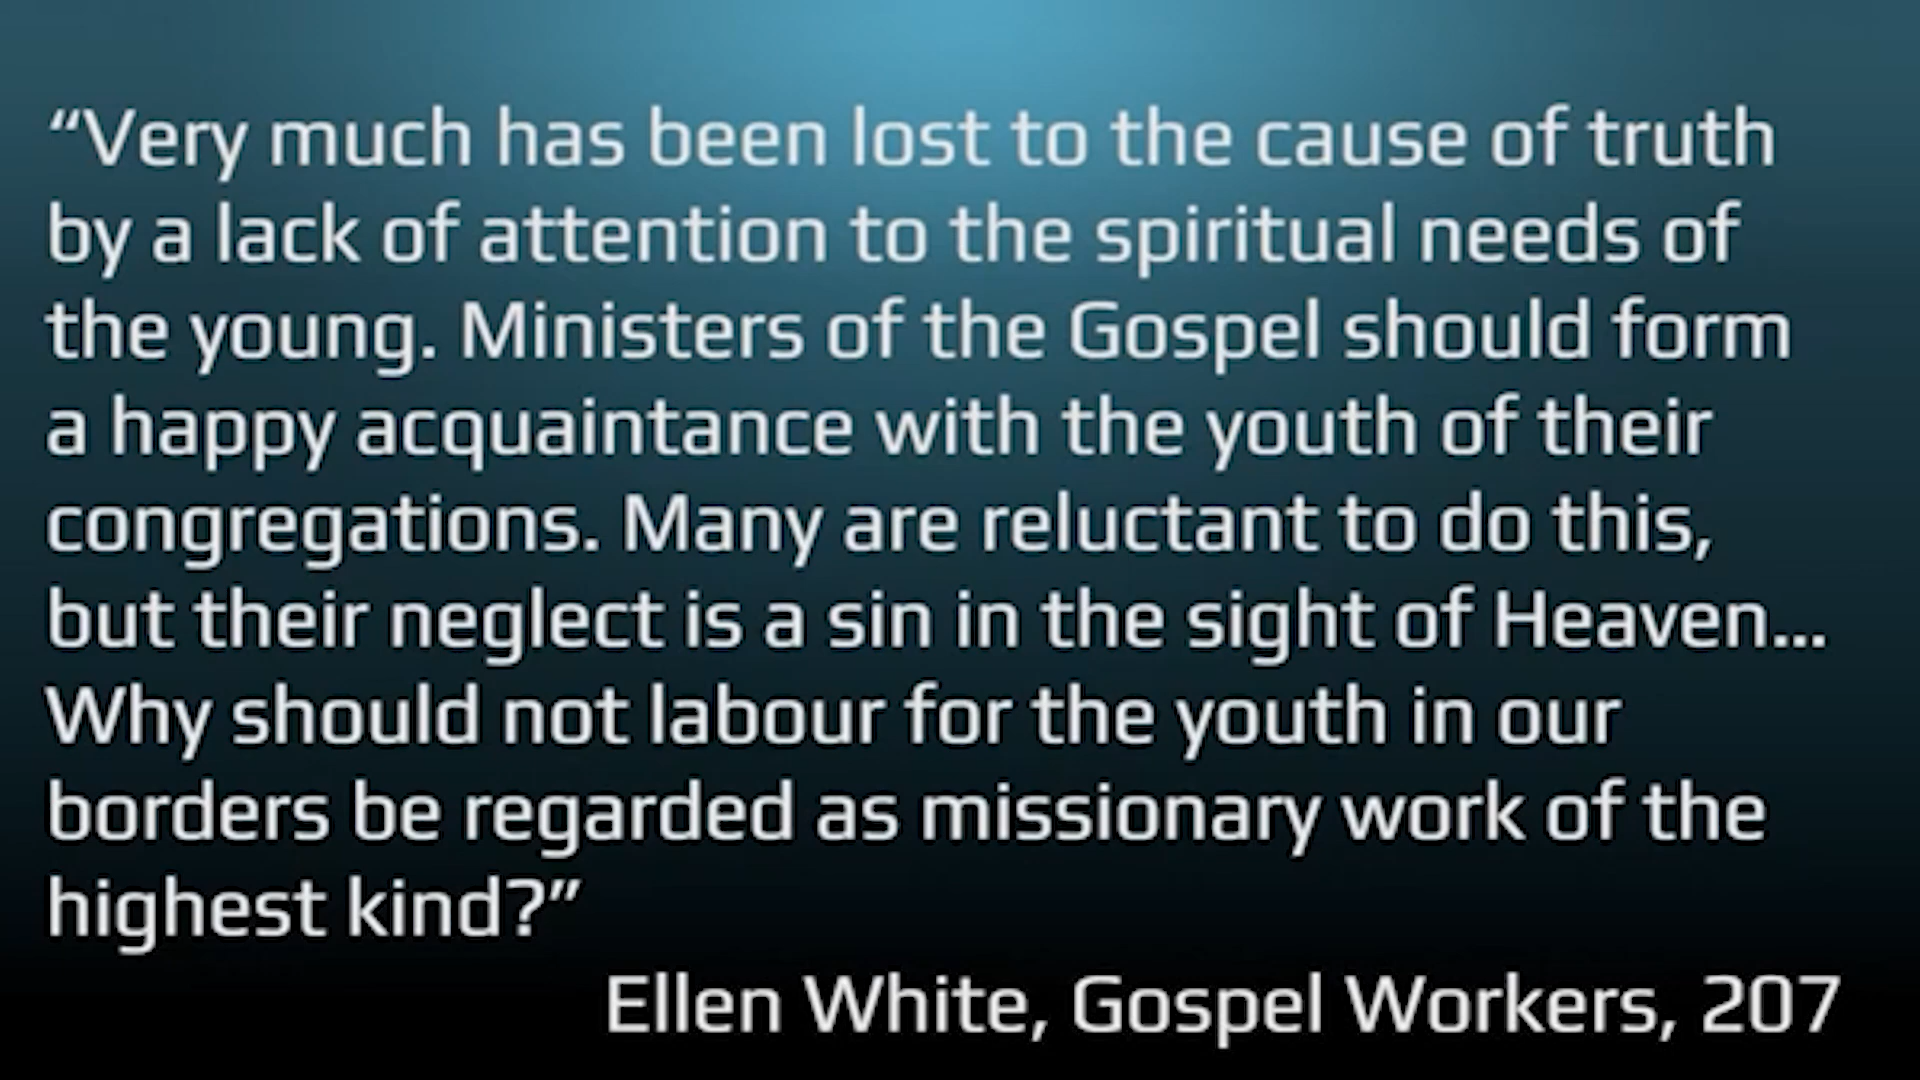 “Very much has been lost to the cause of truth
by a lack of attention to the spiritual needs of
the young. Ministers of the Gospel should form
a happy acquaintance with the youth of their
congregations. Many are reluctant to do this,
but their neglect is a sin in the sight of Heaven...
Why should not labour for the youth in our
borders be regarded as missionary work of the
highest kind?”
Ellen White, Gospel Workers, 207